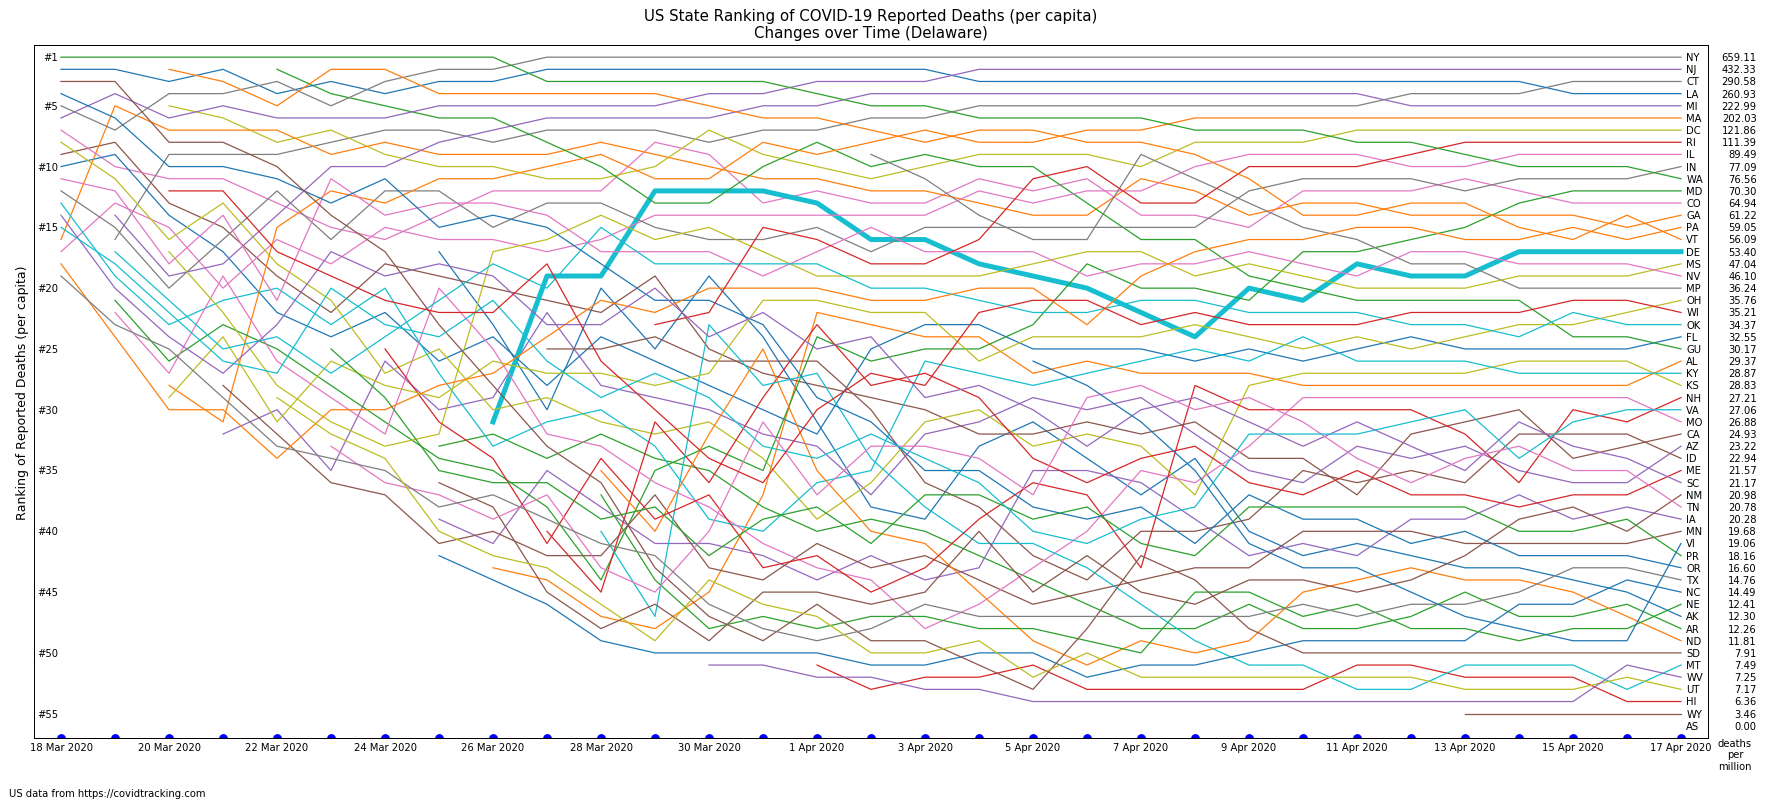 US State Ranking of COVID-19 Reported Deaths (per capita)
Changes over Time (Delaware)
Ranking of Reported Deaths (per capita)
#1
#5
#10
#15
#20
#25
#30
#35
#40
#45
#50
#55
NY 659.11
NJ 432.33
CT 290.58
LA 260.93
MI 222.99
MA 202.03
DC 121.86
RI 111.39
IL 89.49
IN 77.09
WA 76.56
MD 70.30
CO 64.94
GA 61.22
PA 59.05
VT 56.09
DE 53.40
MS 47.04
NV 46.10
MP 36.24
OH 35.76
WI 35.21
OK 34.37
FL 32.55
GU 30.17
AL 29.37
KY 28.87
KS 28.83
NH 27.21
VA 27.06
MO 26.88
CA 24.93
AZ 23.22
ID 22.94
ME 21.57
SC 21.17
NM 20.98
TN 20.78
IA 20.28
MN 19.68
VI 19.06
PR 18.16
OR 16.60
TX 14.76
NC 14.49
NE 12.41
AK 12.30
AR 12.26
ND 11.81
SD 7.91
MT 7.49
WV 7.25
UT 7.17
HI 6.36
WY 3.46
AS 0.00
18 Mar 2020 20 Mar 2020 22 Mar 2020 24 Mar 2020 26 Mar 2020 28 Mar 2020 30 Mar 2020 1 Apr 2020 3 Apr 2020 5 Apr 2020 7 Apr 2020 9 Apr 2020 11 Apr 2020 13 Apr 2020 15 Apr 2020 17 Apr 2020
deaths
per
million
US data from https://covidtracking.com